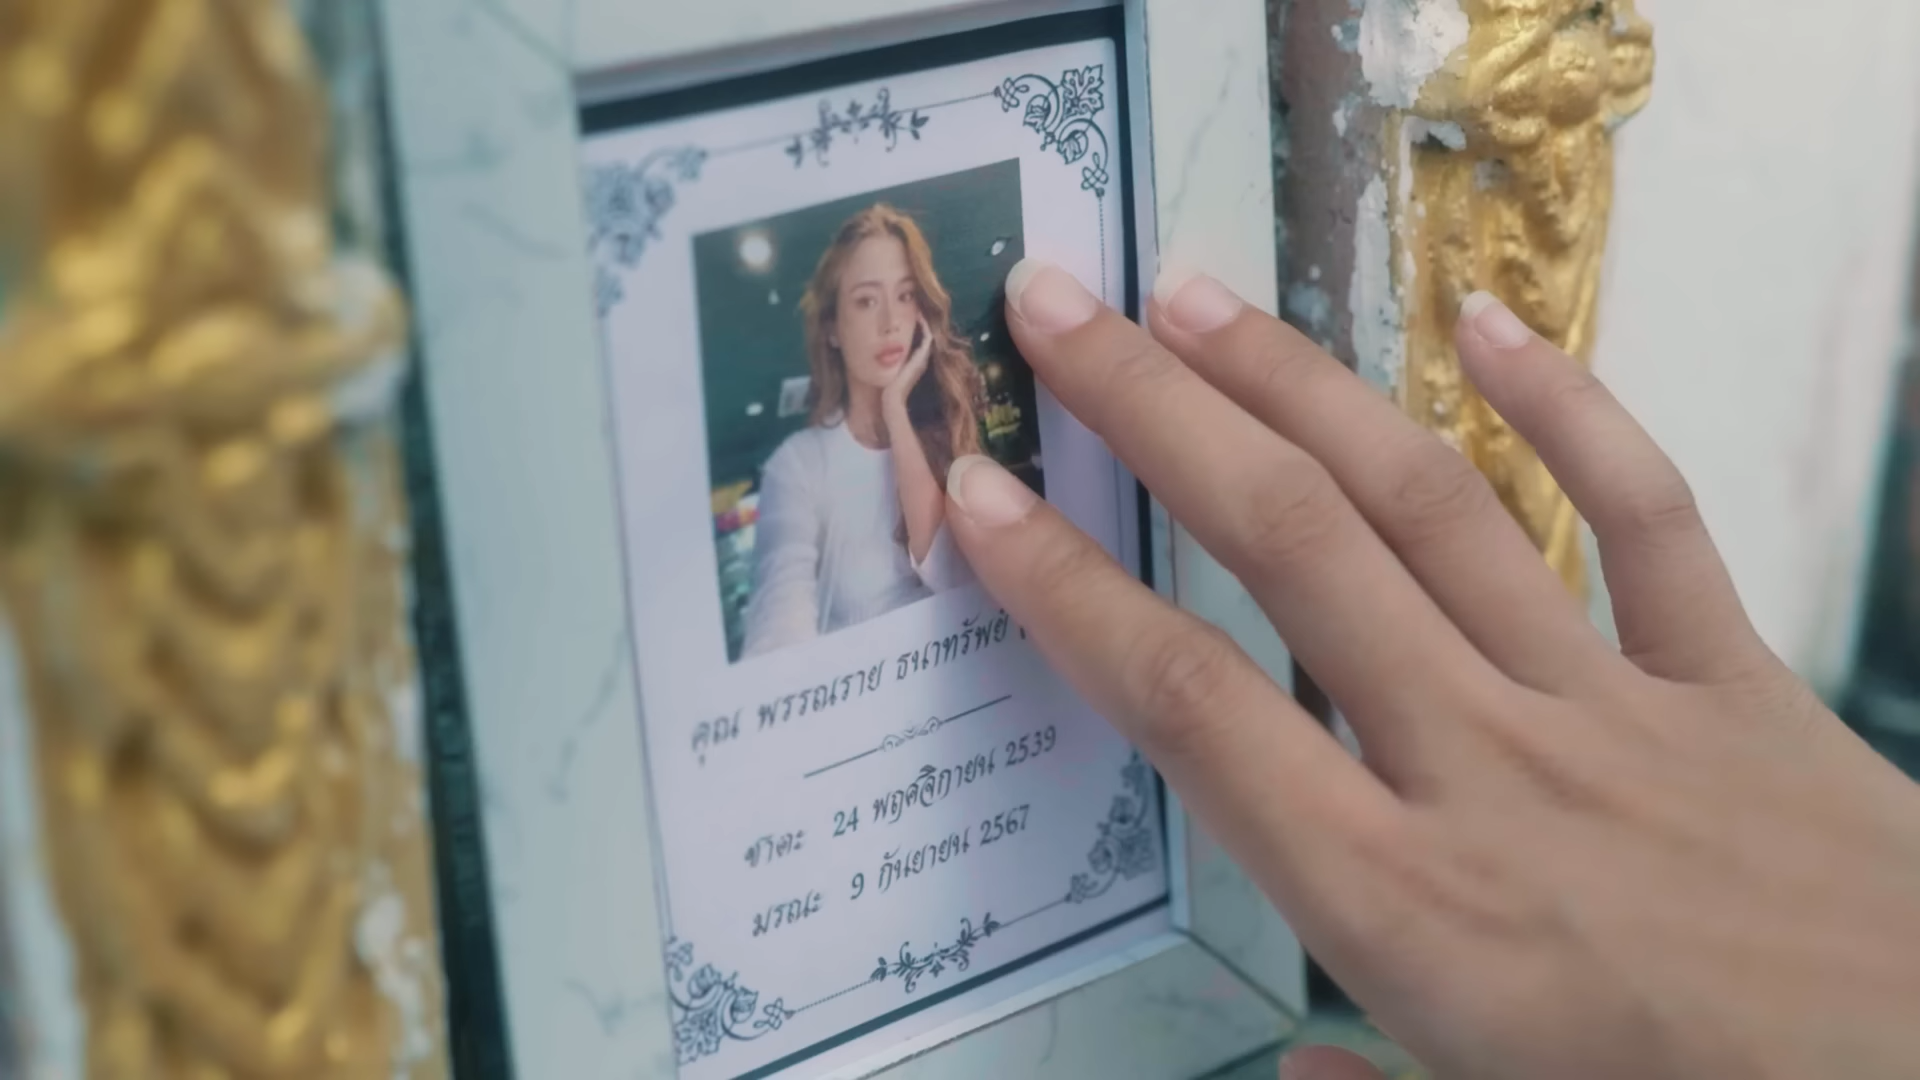 คุณ พรรณราย ธนาทรัพย์
ชาตะ 24 พฤศจิกายน 2539
มรณะ 9 กันยายน 2567